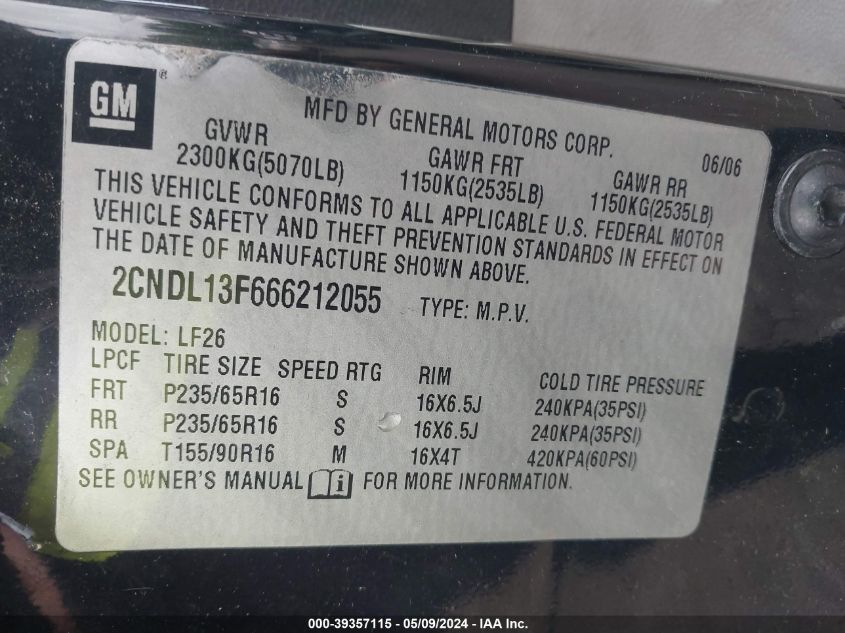 GM ®
MFD BY GENERAL MOTORS CORP. 06/06
GVWR GAWR FRT GAWR RR
2300KG(5070LB) 1150KG(2535LB) 1150KG(2535LB)
THIS VEHICLE CONFORMS TO ALL APPLICABLE U.S. FEDERAL MOTOR
VEHICLE SAFETY AND THEFT PREVENTION STANDARDS IN EFFECT ON
THE DATE OF MANUFACTURE SHOWN ABOVE.
2CNDL13F666212055 TYPE: M.P.V.
MODEL: LF26
LPCF TIRE SIZE SPEED RTG RIM COLD TIRE PRESSURE
FRT P235/65R16 S 16X6.5J 240KPA(35PSI)
RR P235/65R16 S 16X6.5J 240KPA(35PSI)
SPA T155/90R16 M 16X4T 420KPA(60PSI)
SEE OWNER'S MANUAL i FOR MORE INFORMATION.
000-39357115 - 05/09/2024 - IAA Inc.